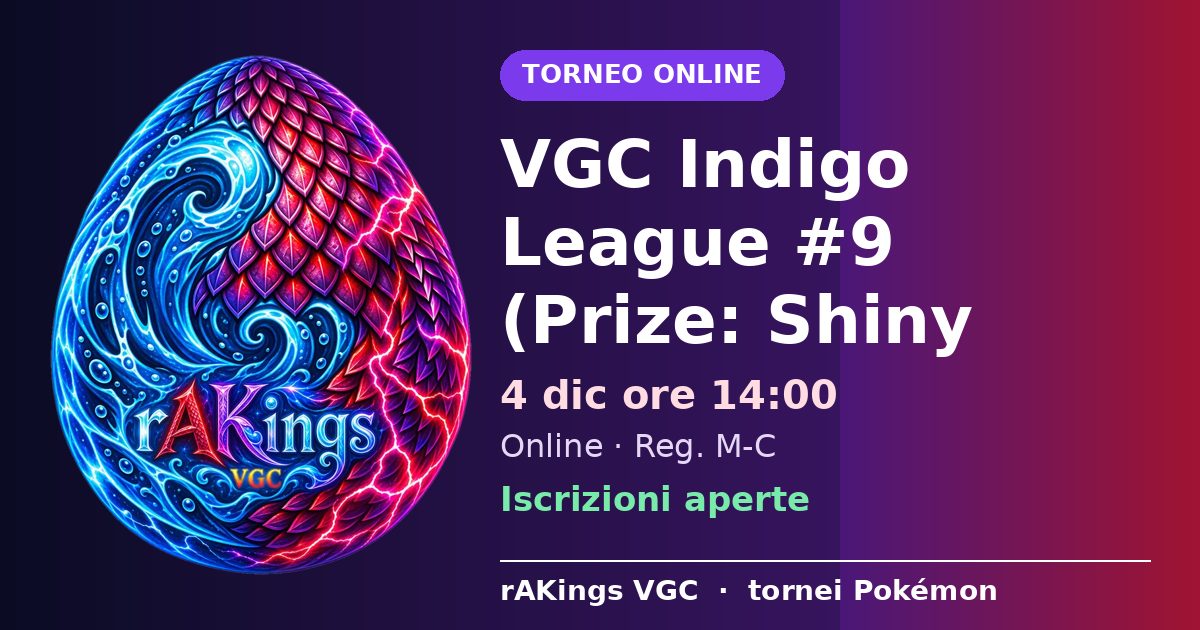 TORNEO ONLINE
VGC Indigo
League #9
(Prize: Shiny
4 dic ore 14:00
Online · Reg. M-C
Iscrizioni aperte
rAKings
VGC
rAKings VGC · tornei Pokémon